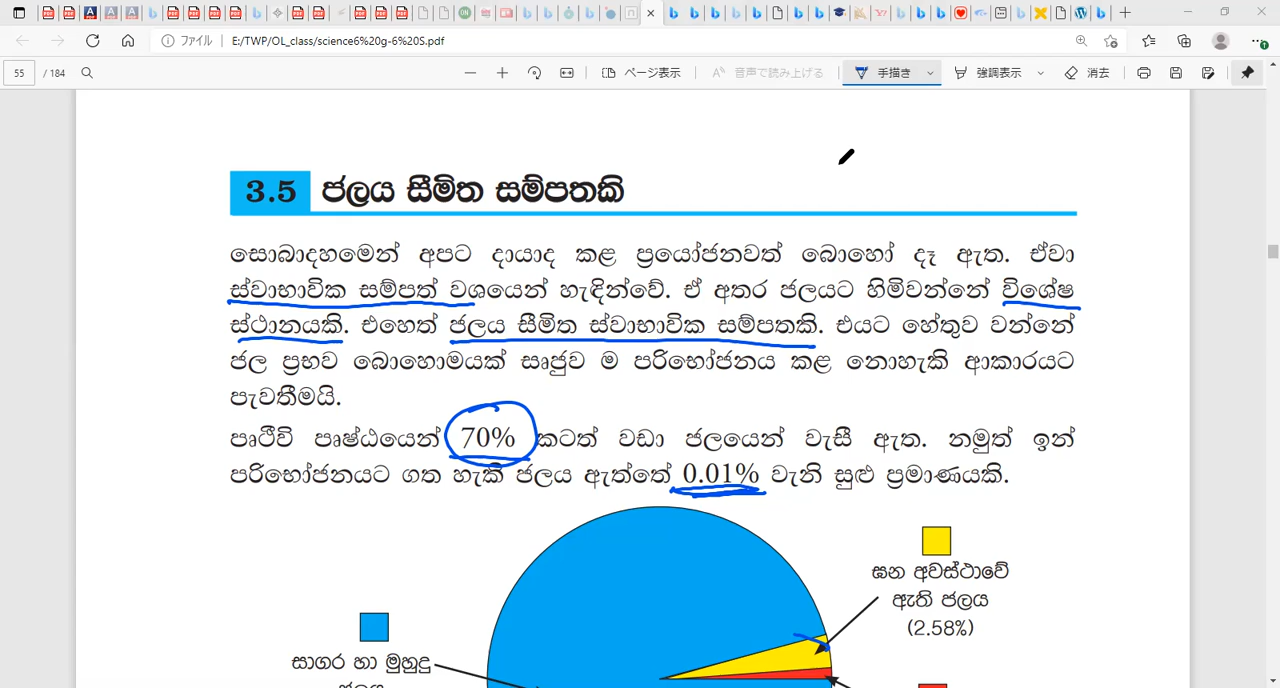 ファイル
E:/TWP/OL_class/science6%20g-6%20S.pdf
55
/ 184
ページ表示
音声で読み上げる
手描き
強調表示
消去
3.5 ජලය සීමිත සම්පතකි
සොබාදහමෙන් අපට දායාද කළ ප්‍රයෝජනවත් බොහෝ දෑ ඇත. ඒවා
ස්වාභාවික සම්පත් වශයෙන් හැඳින්වේ. ඒ අතර ජලයට හිමිවන්නේ විශේෂ
ස්ථානයකි. එහෙත් ජලය සීමිත ස්වාභාවික සම්පතකි. එයට හේතුව වන්නේ
ජල ප්‍රභව බොහොමයක් සෘජුව ම පරිභෝජනය කළ නොහැකි ආකාරයට
පැවතීමයි.
පෘථිවි පෘෂ්ඨයෙන් 70% කටත් වඩා ජලයෙන් වැසී ඇත. නමුත් ඉන්
පරිභෝජනයට ගත හැකි ජලය ඇත්තේ 0.01% වැනි සුළු ප්‍රමාණයකි.
ඝන අවස්ථාවේ
ඇති ජලය
(2.58%)
සාගර හා මුහුදු